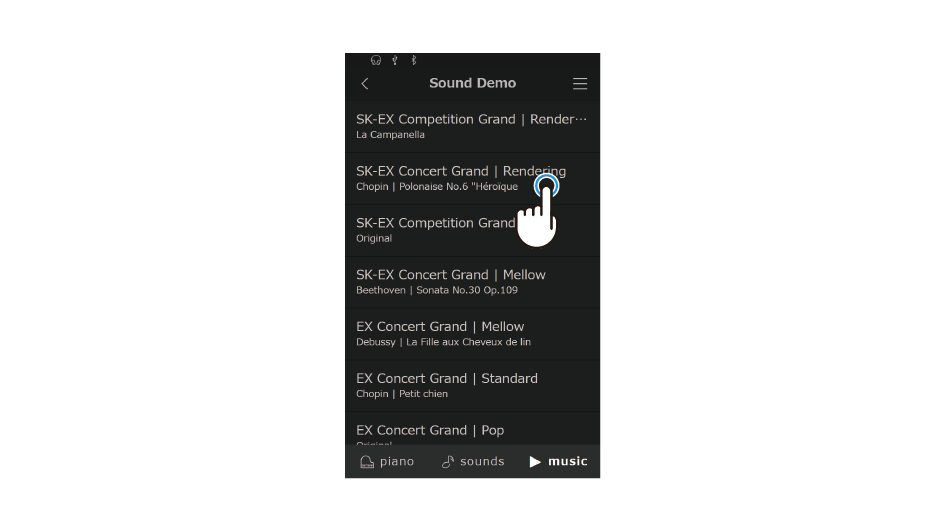 Sound Demo
SK-EX Competition Grand | Render···
La Campanella
SK-EX Concert Grand | Rendering
Chopin | Polonaise No.6 "Héroïque
SK-EX Competition Grand
Original
SK-EX Concert Grand | Mellow
Beethoven | Sonata No.30 Op.109
EX Concert Grand | Mellow
Debussy | La Fille aux Cheveux de lin
EX Concert Grand | Standard
Chopin | Petit chien
EX Concert Grand | Pop
Original
piano sounds music